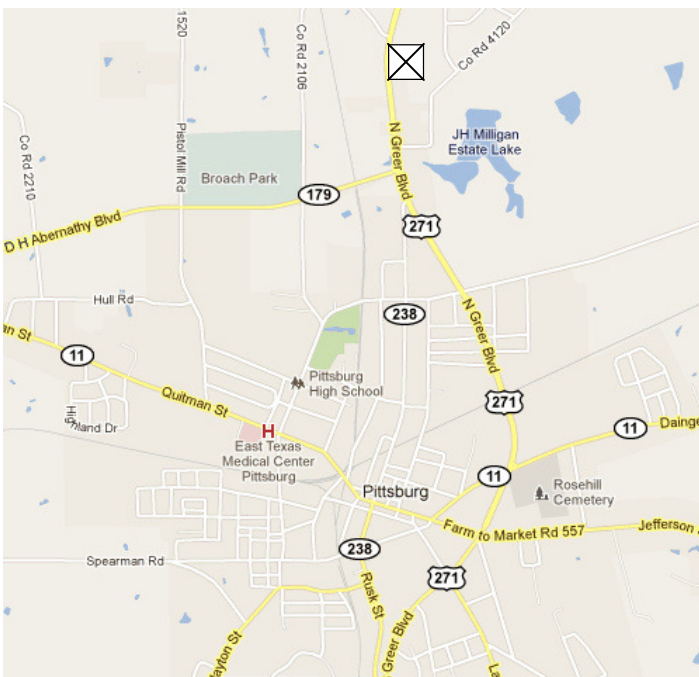 1520
Co Rd 2106
Co Rd 4120
Co Rd 2210
Pistol Mill Rd
N Greer Blvd
JH Milligan
Estate Lake
Broach Park
179
D H Abernathy Blvd
271
Hull Rd
238
N Greer Blvd
an St
11
Pittsburg
High School
Quitman St
271
Highland Dr
H
East Texas
Medical Center
Pittsburg
11
Dainge
11
Pittsburg
Rosehill
Cemetery
Farm to Market Rd 557
Jefferson
238
Spearman Rd
271
Rusk St
Greer Blvd
layton St
La